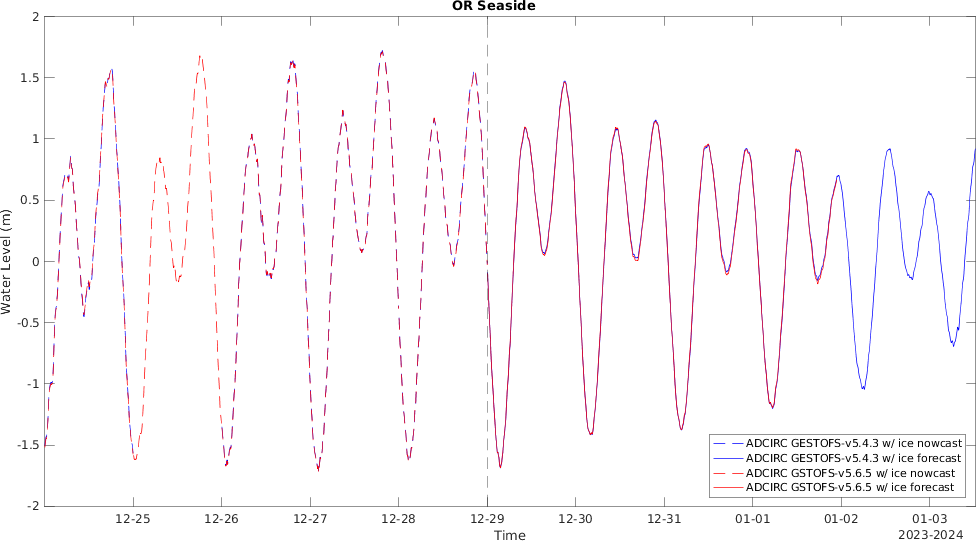 OR Seaside
Water Level (m)
2
1.5
1
0.5
0
-0.5
-1
-1.5
-2
12-25
12-26
12-27
12-28
12-29
12-30
12-31
01-01
01-02
01-03
Time
2023-2024
ADCIRC GESTOFS-v5.4.3 w/ ice nowcast
ADCIRC GESTOFS-v5.4.3 w/ ice forecast
ADCIRC GSTOFS-v5.6.5 w/ ice nowcast
ADCIRC GSTOFS-v5.6.5 w/ ice forecast